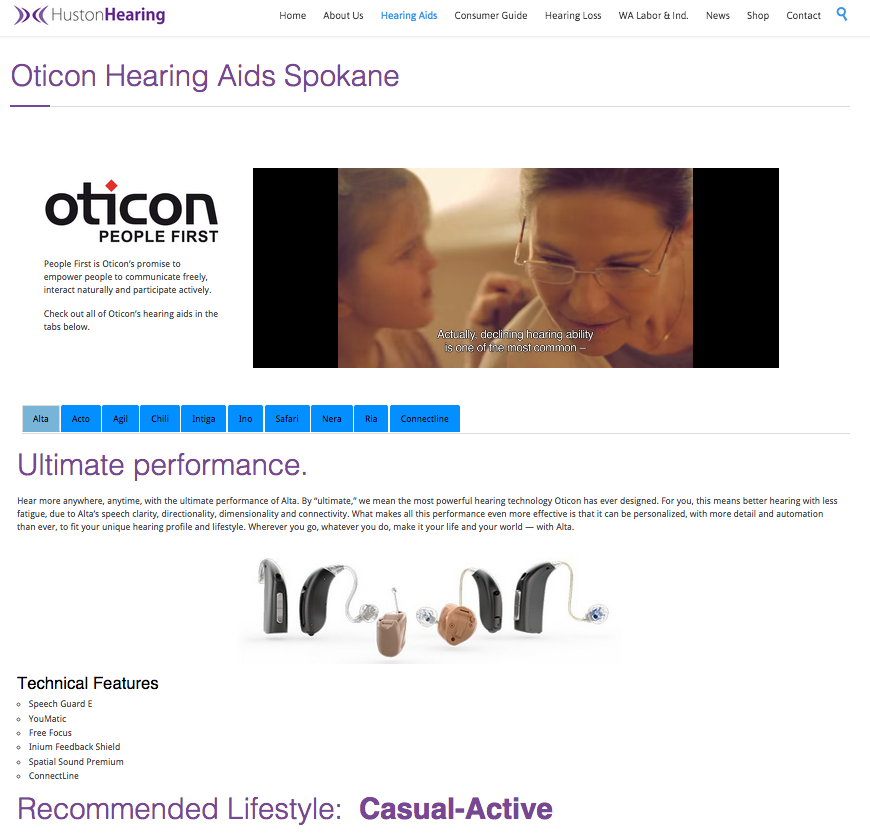 HustonHearing
Home About Us Hearing Aids Consumer Guide Hearing Loss WA Labor & Ind. News Shop Contact
Oticon Hearing Aids Spokane
oticon
PEOPLE FIRST
People First is Oticon's promise to
empower people to communicate freely,
interact naturally and participate actively.
Check out all of Oticon's hearing aids in the
tabs below.
Actually, declining hearing ability
is one of the most common –
Alta Acto Agil Chili Intiga Ino Safari Nera Ria Connectline
Ultimate performance.
Hear more anywhere, anytime, with the ultimate performance of Alta. By “ultimate,” we mean the most powerful hearing technology Oticon has ever designed. For you, this means better hearing with less
fatigue, due to Alta's speech clarity, directionality, dimensionality and connectivity. What makes all this performance even more effective is that it can be personalized, with more detail and automation
than ever, to fit your unique hearing profile and lifestyle. Wherever you go, whatever you do, make it your life and your world — with Alta.
Technical Features
Speech Guard E
YouMatic
Free Focus
Inium Feedback Shield
Spatial Sound Premium
ConnectLine
Recommended Lifestyle: Casual-Active